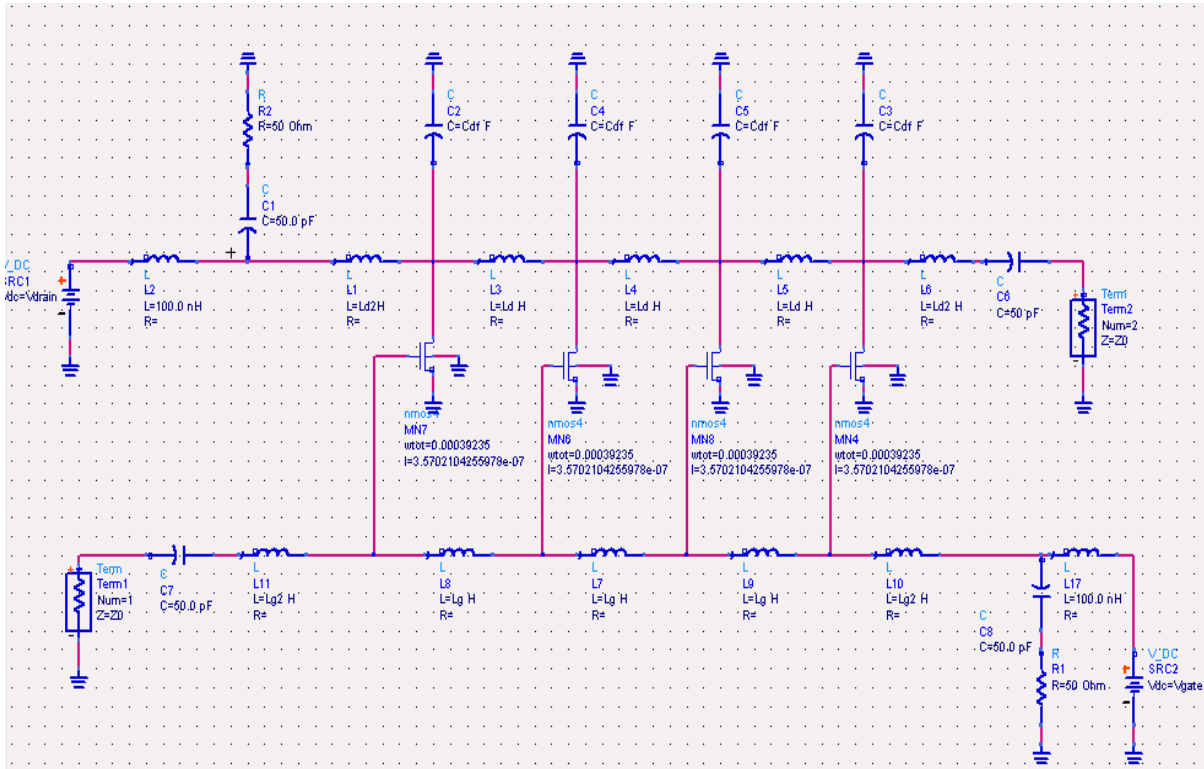 C
C2
C=Cdf F
C
C4
C=Cdf F
C
C5
C=Cdf F
C
C3
C=Cdf F
R
R2
R=50 Ohm
C
C1
C=50.0 pF
V_DC
SRC1
Vdc=Vdrain
L
L2
L=100.0 nH
R=
L
L1
L=Ld2 H
R=
L
L3
L=Ld H
R=
L
L4
L=Ld H
R=
L
L5
L=Ld H
R=
L
L6
L=Ld2 H
R=
C
C6
C=50 pF
Term
Term2
Num=2
Z=Z0
nmos4
MN7
wtot=0.00039235
l=3.5702104255978e-07
nmos4
MN6
wtot=0.00039235
l=3.5702104255978e-07
nmos4
MN8
wtot=0.00039235
l=3.5702104255978e-07
nmos4
MN4
wtot=0.00039235
l=3.5702104255978e-07
Term
Term1
Num=1
Z=Z0
C
C7
C=50.0 pF
L
L11
L=Lg2 H
R=
L
L8
L=Lg H
R=
L
L7
L=Lg H
R=
L
L9
L=Lg H
R=
L
L10
L=Lg2 H
R=
L
L17
L=100.0 nH
R=
C
C8
C=50.0 pF
R
R1
R=50 Ohm
V_DC
SRC2
Vdc=Vgate